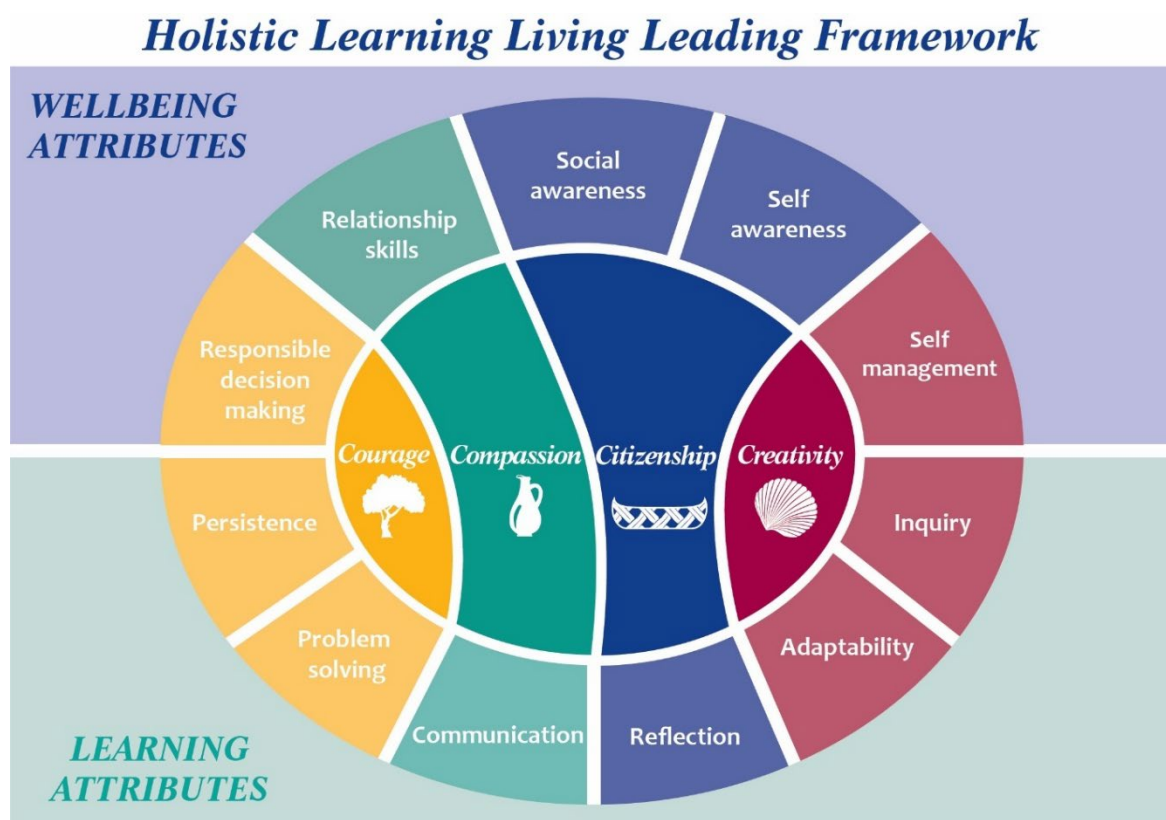 Holistic Learning Living Leading Framework
WELLBEING
ATTRIBUTES
Social
awareness
Self
awareness
Relationship
skills
Responsible
decision
making
Self
management
Courage
Compassion
Citizenship
Creativity
Persistence
Inquiry
Problem
solving
Adaptability
Communication
Reflection
LEARNING
ATTRIBUTES